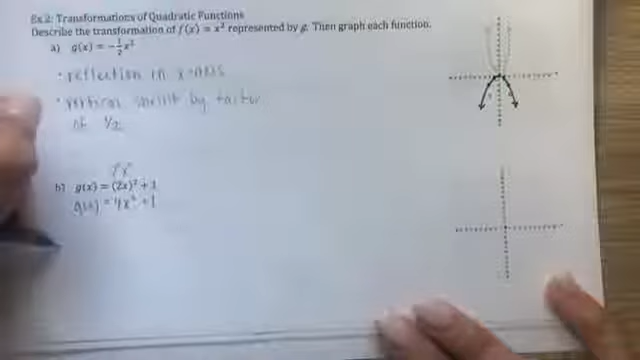 Ex 2: Transformations of Quadratic Functions
Describe the transformation of f(x) = x² represented by g. Then graph each function.
a) g(x) = -½x²
· reflection in x-axis
· vertical shrink by factor
of ½
b) g(x) = (2x)² + 1
g(x) = 4x² + 1